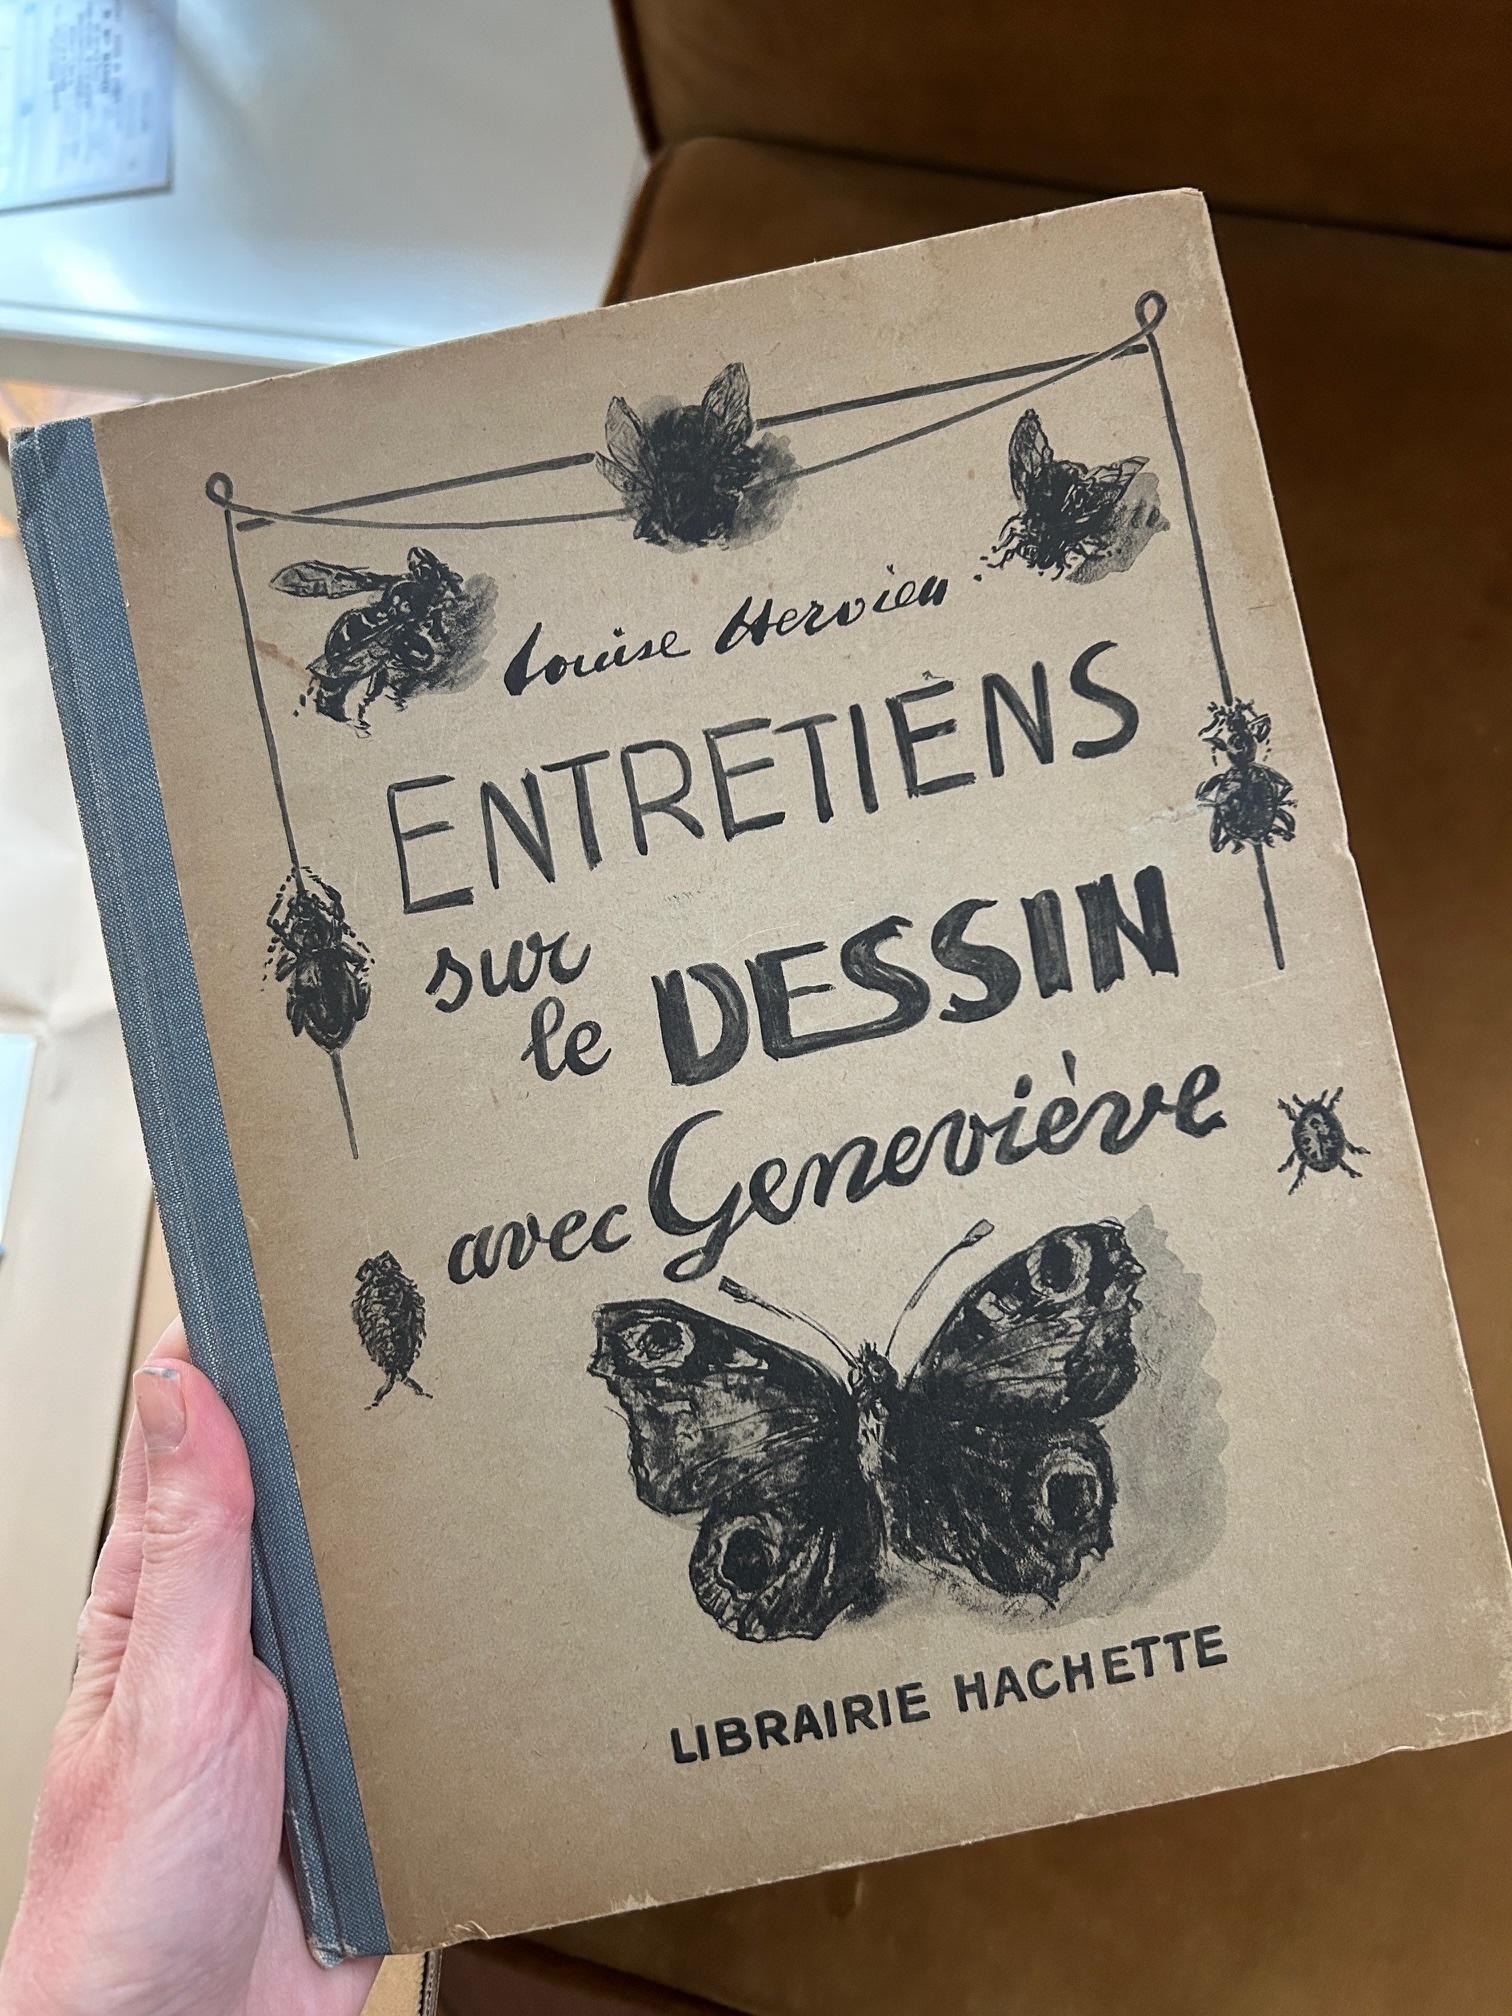 Louise Hervieu.
ENTRETIENS
sur
le DESSIN
avec Geneviève
LIBRAIRIE HACHETTE